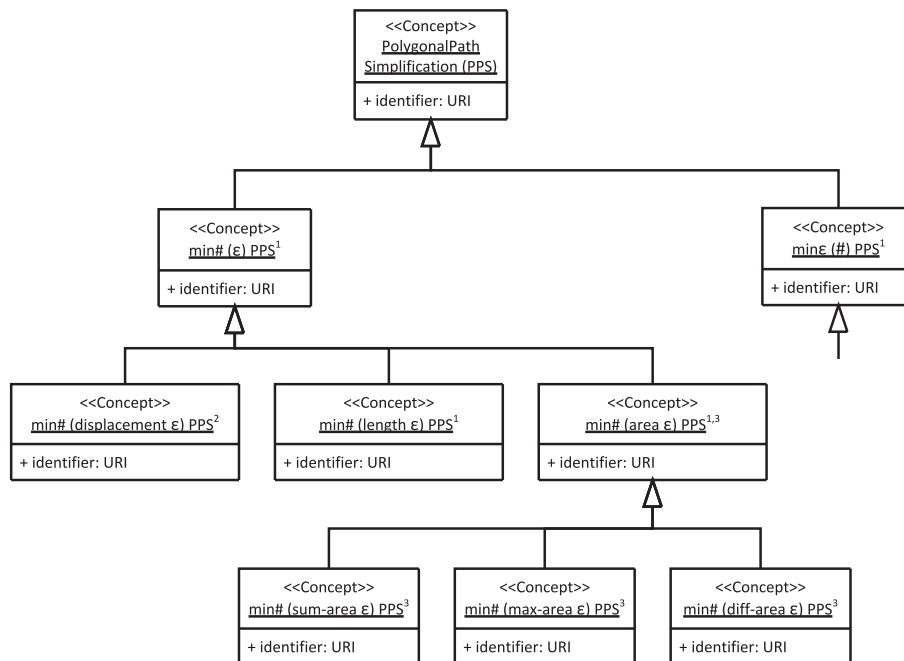 <<Concept>>
PolygonalPath
Simplification (PPS)
+ identifier: URI
<<Concept>>
min# (ε) PPS¹
+ identifier: URI
<<Concept>>
minε (#) PPS¹
+ identifier: URI
<<Concept>>
min# (displacement ε) PPS²
+ identifier: URI
<<Concept>>
min# (length ε) PPS¹
+ identifier: URI
<<Concept>>
min# (area ε) PPS¹,³
+ identifier: URI
<<Concept>>
min# (sum-area ε) PPS³
+ identifier: URI
<<Concept>>
min# (max-area ε) PPS³
+ identifier: URI
<<Concept>>
min# (diff-area ε) PPS³
+ identifier: URI